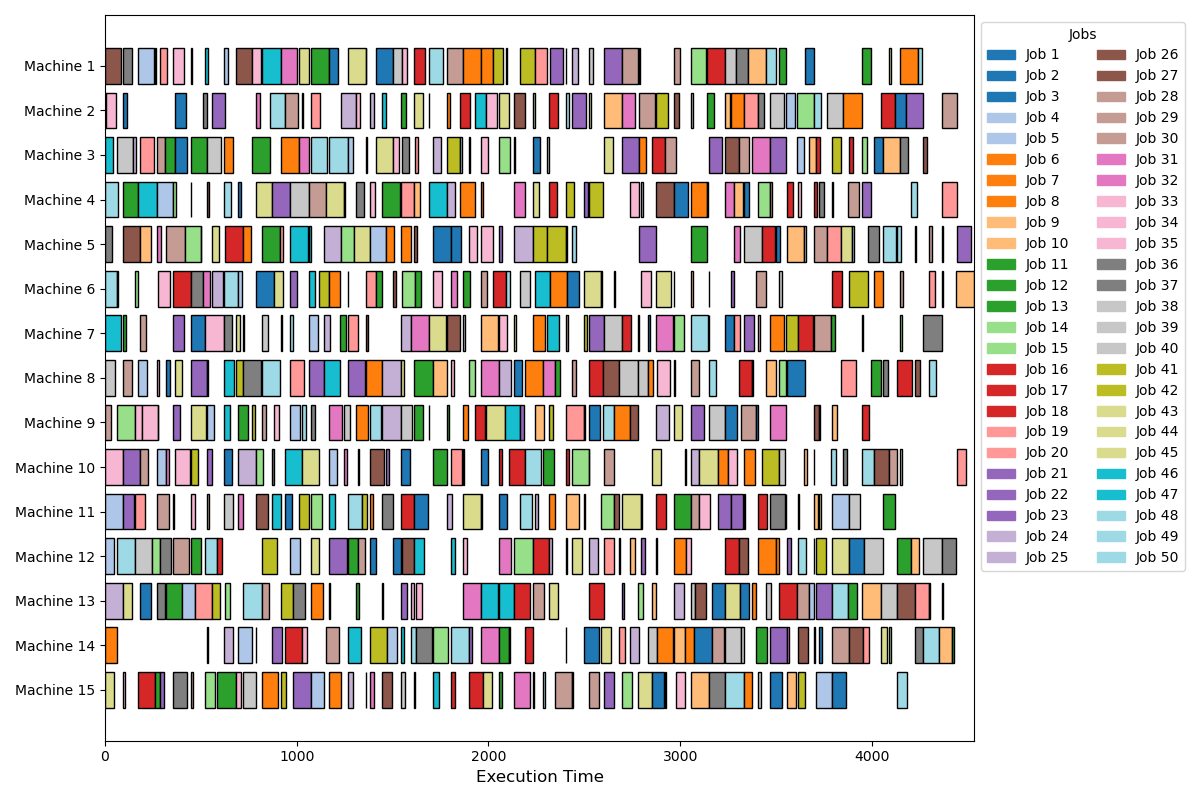 Machine 1
Machine 2
Machine 3
Machine 4
Machine 5
Machine 6
Machine 7
Machine 8
Machine 9
Machine 10
Machine 11
Machine 12
Machine 13
Machine 14
Machine 15
0 1000 2000 3000 4000
Execution Time
Jobs
Job 1 Job 26
Job 2 Job 27
Job 3 Job 28
Job 4 Job 29
Job 5 Job 30
Job 6 Job 31
Job 7 Job 32
Job 8 Job 33
Job 9 Job 34
Job 10 Job 35
Job 11 Job 36
Job 12 Job 37
Job 13 Job 38
Job 14 Job 39
Job 15 Job 40
Job 16 Job 41
Job 17 Job 42
Job 18 Job 43
Job 19 Job 44
Job 20 Job 45
Job 21 Job 46
Job 22 Job 47
Job 23 Job 48
Job 24 Job 49
Job 25 Job 50